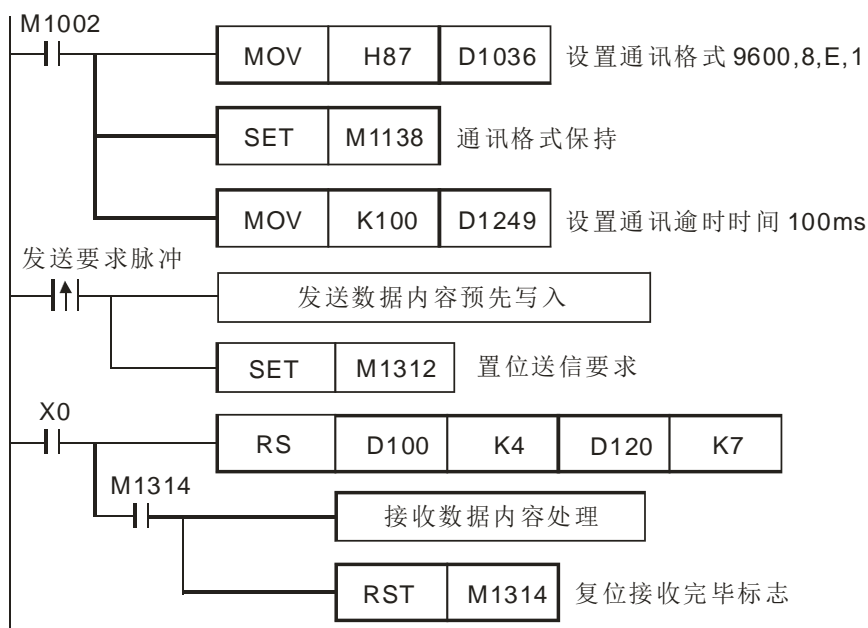 M1002
MOV H87 D1036 设置通讯格式 9600,8,E,1
SET M1138 通讯格式保持
MOV K100 D1249 设置通讯逾时时间 100ms
发送要求脉冲
发送数据内容预先写入
SET M1312 置位送信要求
X0
RS D100 K4 D120 K7
M1314
接收数据内容处理
RST M1314 复位接收完毕标志